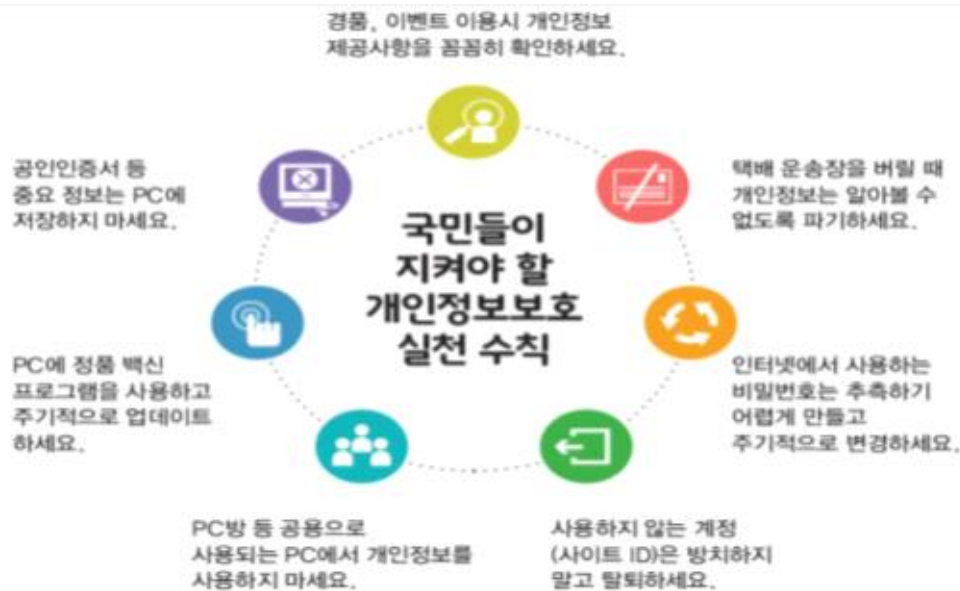 경품, 이벤트 이용시 개인정보
제공사항을 꼼꼼히 확인하세요.
택배 운송장을 버릴 때
개인정보는 알아볼 수
없도록 파기하세요.
인터넷에서 사용하는
비밀번호는 추측하기
어렵게 만들고
주기적으로 변경하세요.
사용하지 않는 계정
(사이트 ID)은 방치하지
말고 탈퇴하세요.
PC방 등 공용으로
사용되는 PC에서 개인정보를
사용하지 마세요.
PC에 정품 백신
프로그램을 사용하고
주기적으로 업데이트
하세요.
공인인증서 등
중요 정보는 PC에
저장하지 마세요.
국민들이
지켜야 할
개인정보보호
실천 수칙